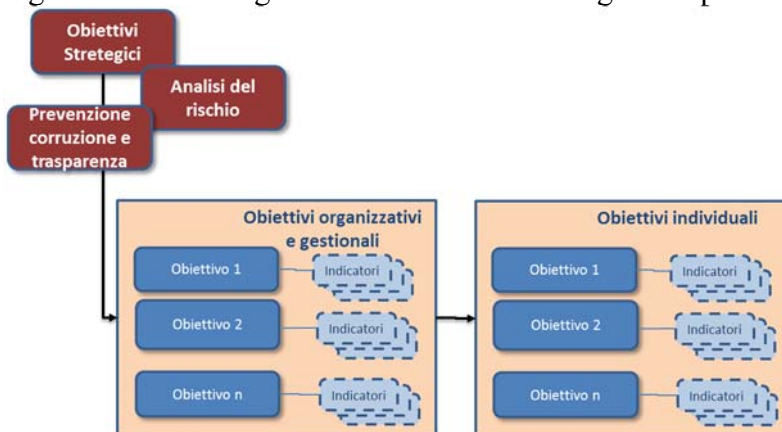 Obiettivi
Stretegici
Analisi del
rischio
Prevenzione
corruzione e
trasparenza
Obiettivi organizzativi
e gestionali
Obiettivo 1
Indicatori
Obiettivo 2
Indicatori
Obiettivo n
Indicatori
Obiettivi individuali
Obiettivo 1
Indicatori
Obiettivo 2
Indicatori
Obiettivo n
Indicatori